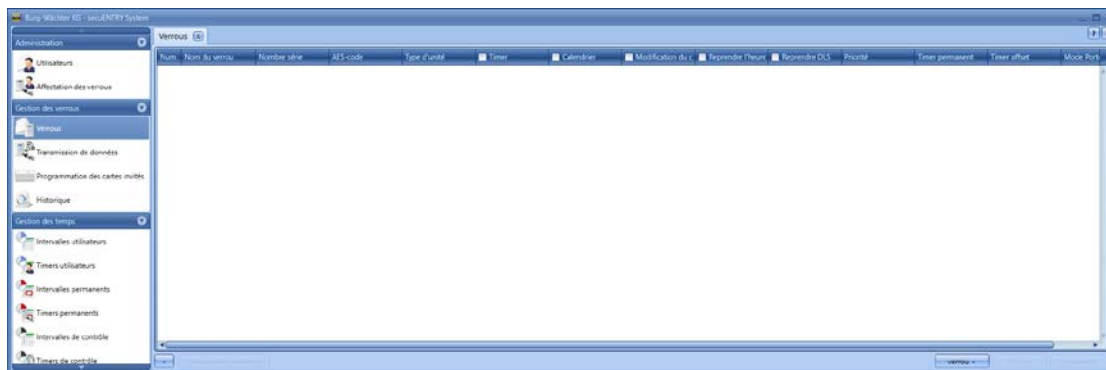 Burg-Wächter KG - secuENTRY System
Administration
Utilisateurs
Affectation des verrous
Gestion des verrous
Verrous
Transmission de données
Programmation des cartes invités
Historique
Gestion des temps
Intervalles utilisateurs
Timers utilisateurs
Intervalles permanents
Timers permanents
Intervalles de contrôle
Timers de contrôle
Verrous
Num. Nom du verrou Nombre série AES-code Type d'unité Timer Calendrier Modification du c Reprendre l'heure Reprendre DLS Priorité Timer permanent Timer offset Mode Port
verrou +